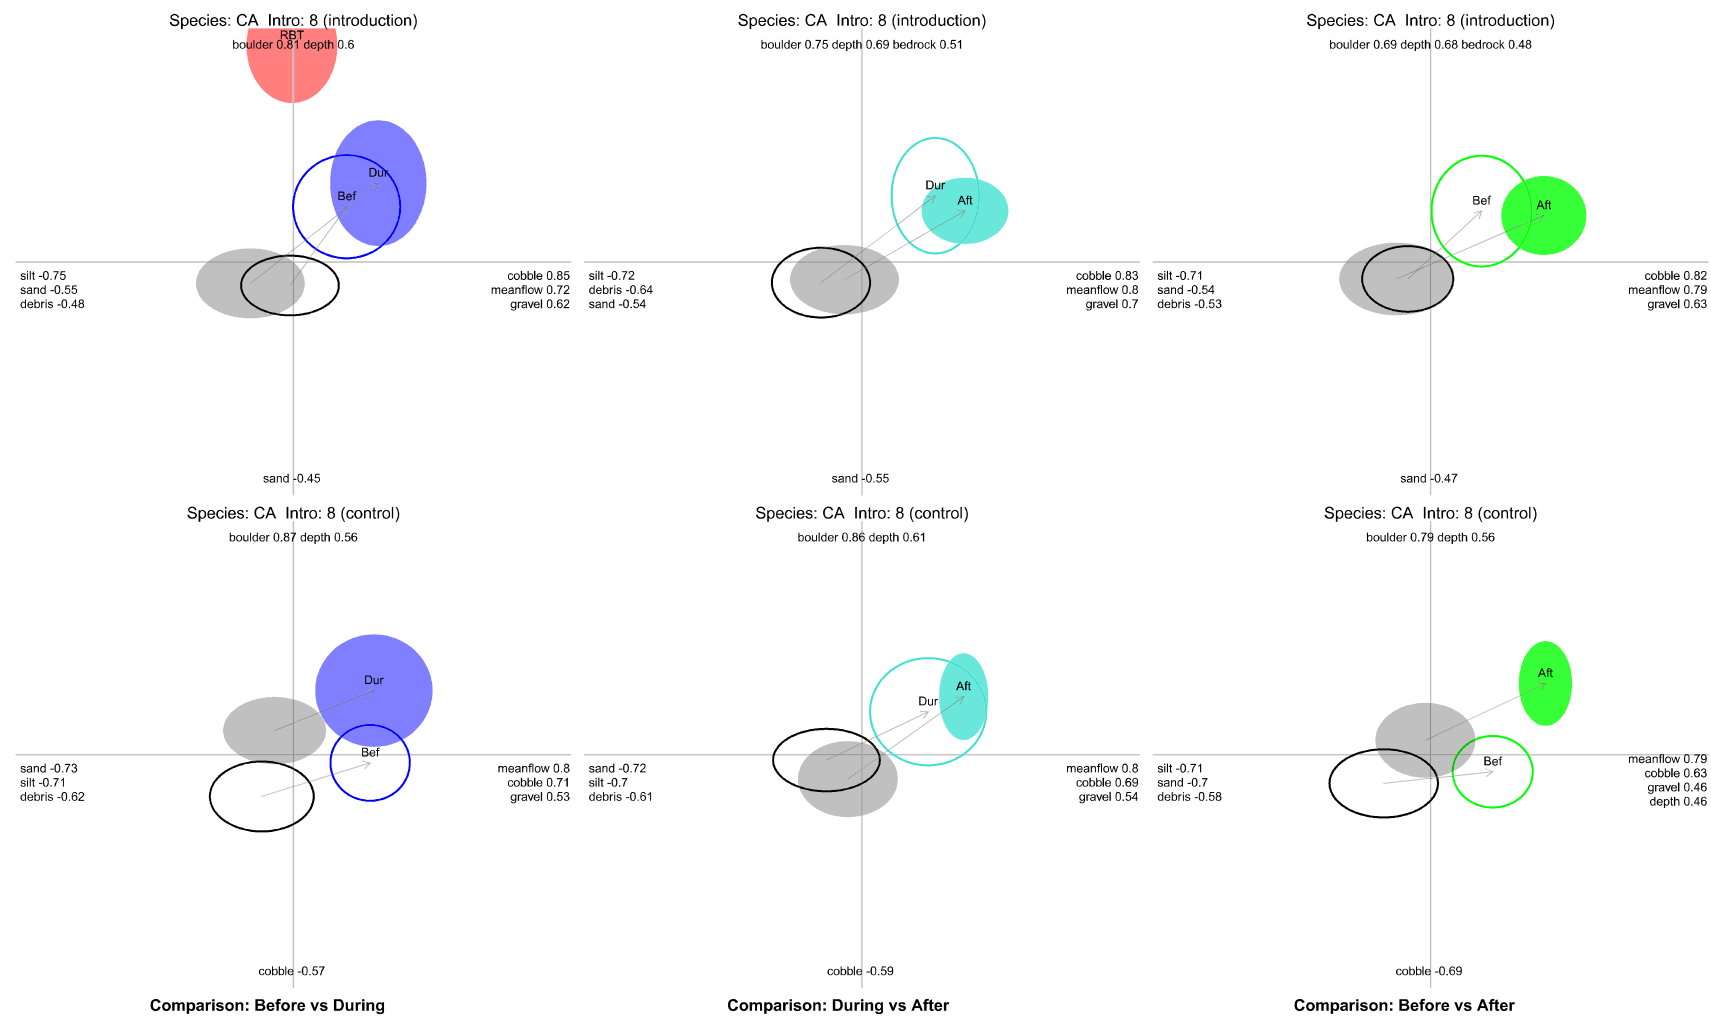 Species: CA  Intro: 8 (introduction)
RBT
boulder 0.81 depth 0.6
Dur
Bef
silt -0.75
sand -0.55
debris -0.48
cobble 0.85
meanflow 0.72
gravel 0.62
sand -0.45
Species: CA  Intro: 8 (introduction)
boulder 0.75 depth 0.69 bedrock 0.51
Dur
Aft
silt -0.72
debris -0.64
sand -0.54
cobble 0.83
meanflow 0.8
gravel 0.7
sand -0.55
Species: CA  Intro: 8 (introduction)
boulder 0.69 depth 0.68 bedrock 0.48
Bef
Aft
silt -0.71
sand -0.54
debris -0.53
cobble 0.82
meanflow 0.79
gravel 0.63
sand -0.47
Species: CA  Intro: 8 (control)
boulder 0.87 depth 0.56
Dur
Bef
sand -0.73
silt -0.71
debris -0.62
meanflow 0.8
cobble 0.71
gravel 0.53
cobble -0.57
Comparison: Before vs During
Species: CA  Intro: 8 (control)
boulder 0.86 depth 0.61
Aft
Dur
sand -0.72
silt -0.7
debris -0.61
meanflow 0.8
cobble 0.69
gravel 0.54
cobble -0.59
Comparison: During vs After
Species: CA  Intro: 8 (control)
boulder 0.79 depth 0.56
Aft
Bef
silt -0.71
sand -0.7
debris -0.58
meanflow 0.79
cobble 0.63
gravel 0.46
depth 0.46
cobble -0.69
Comparison: Before vs After